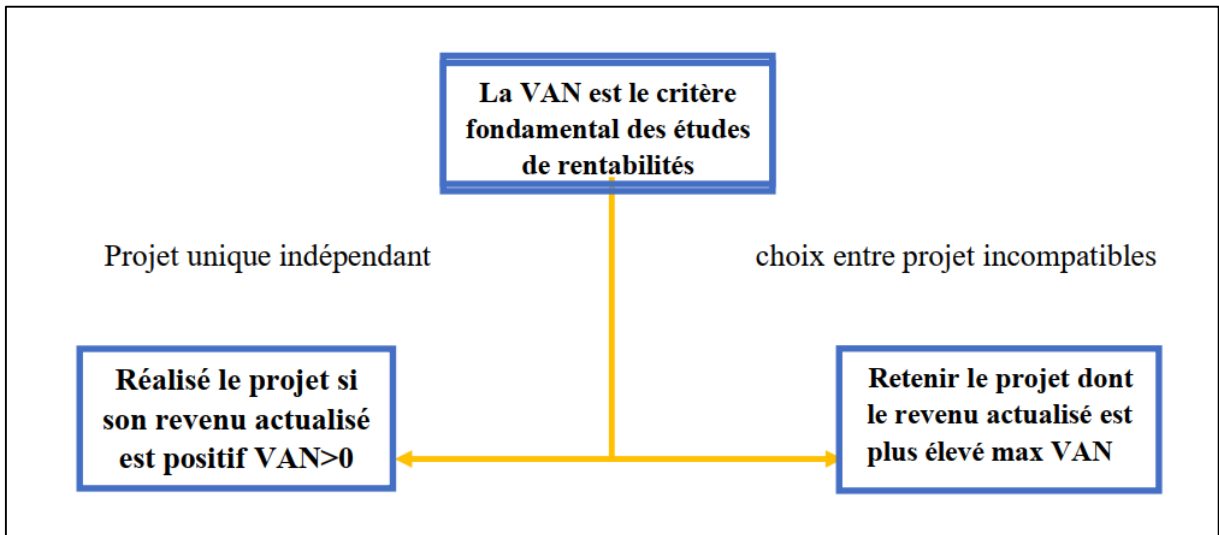 La VAN est le critère
fondamental des études
de rentabilités
Projet unique indépendant
choix entre projet incompatibles
Réalisé le projet si
son revenu actualisé
est positif VAN>0
Retenir le projet dont
le revenu actualisé est
plus élevé max VAN